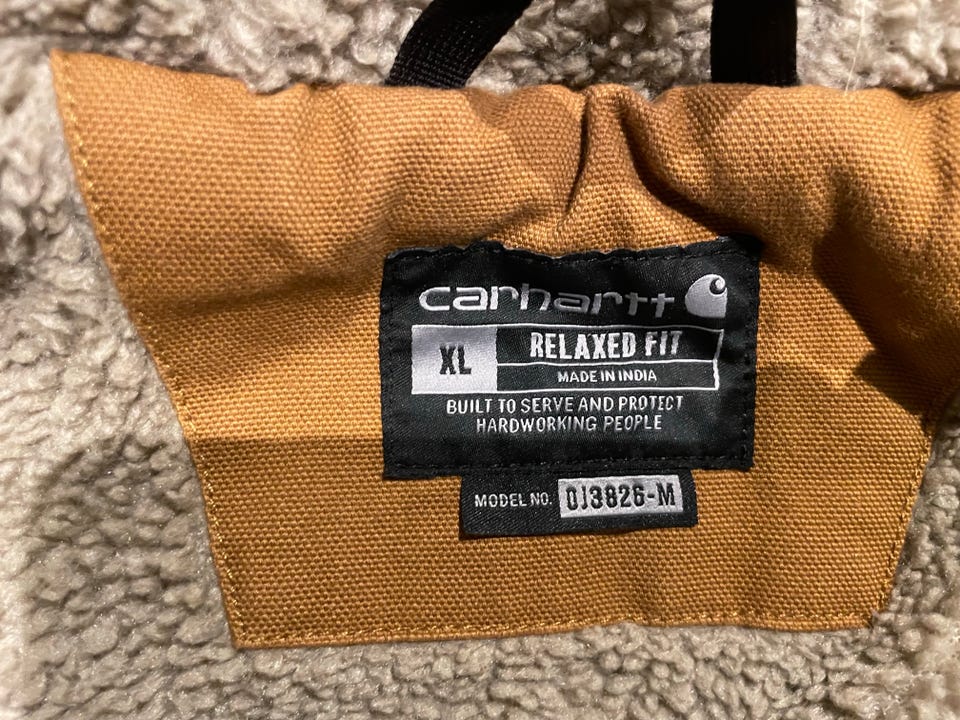 carhartt
XL
RELAXED FIT
MADE IN INDIA
BUILT TO SERVE AND PROTECT
HARDWORKING PEOPLE
MODEL NO. OJ3826-M